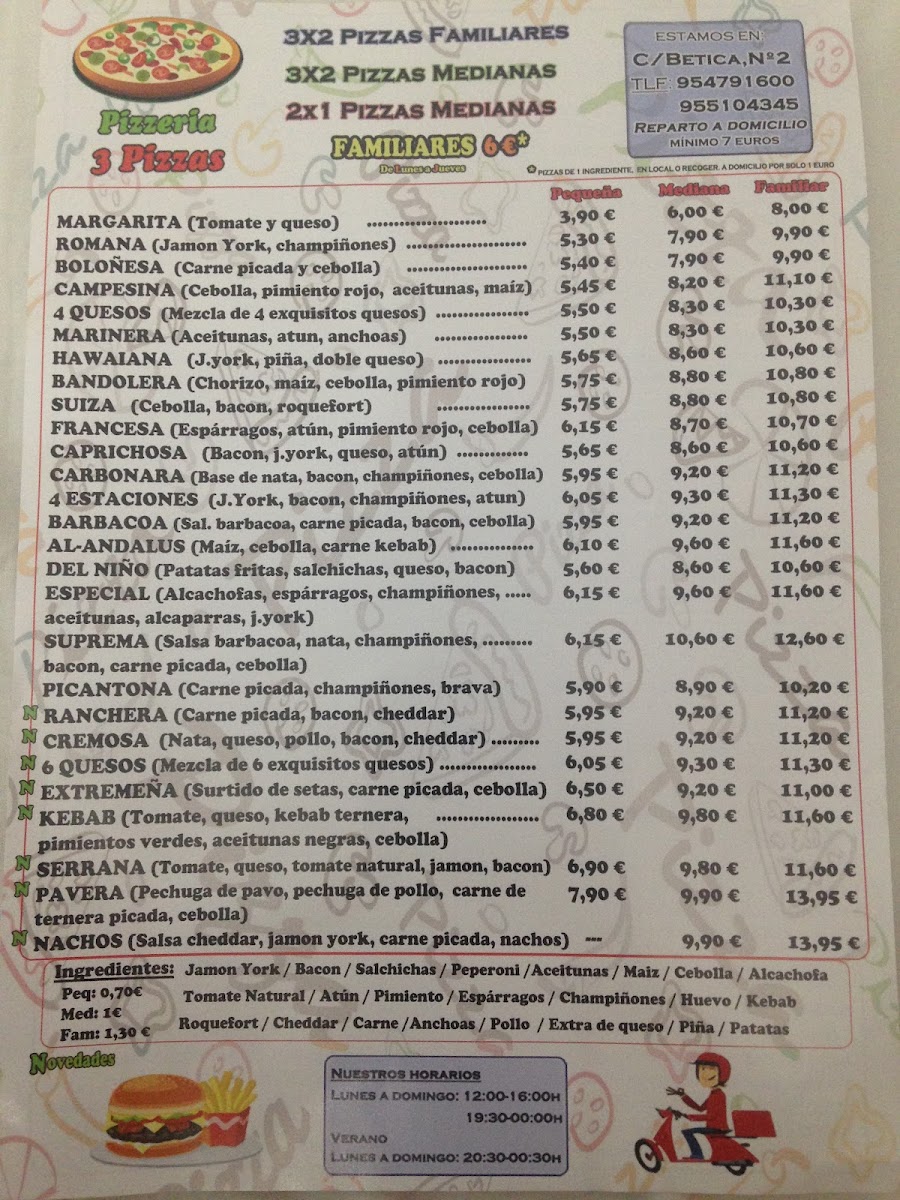 Pizzeria
3 Pizzas
3X2 PIZZAS FAMILIARES
3X2 PIZZAS MEDIANAS
2X1 PIZZAS MEDIANAS
FAMILIARES 6€*
De Lunes a Jueves
ESTAMOS EN:
C/BETICA,Nº2
TLF: 954791600
955104345
REPARTO A DOMICILIO
MÍNIMO 7 EUROS
* PIZZAS DE 1 INGREDIENTE, EN LOCAL O RECOGER. A DOMICILIO POR SOLO 1 EURO
Pequeña Mediana Familiar
MARGARITA (Tomate y queso) ...................... 3,90 € 6,00 € 8,00 €
ROMANA (Jamon York, champiñones) ...................... 5,30 € 7,90 € 9,90 €
BOLOÑESA (Carne picada y cebolla) ...................... 5,40 € 7,90 € 9,90 €
CAMPESINA (Cebolla, pimiento rojo, aceitunas, maíz) 5,45 € 8,20 € 11,10 €
4 QUESOS (Mezcla de 4 exquisitos quesos) ................. 5,50 € 8,30 € 10,30 €
MARINERA (Aceitunas, atun, anchoas) ................. 5,50 € 8,30 € 10,30 €
HAWAIANA (J.york, piña, doble queso) ................. 5,65 € 8,60 € 10,60 €
BANDOLERA (Chorizo, maíz, cebolla, pimiento rojo) 5,75 € 8,80 € 10,80 €
SUIZA (Cebolla, bacon, roquefort) ................. 5,75 € 8,80 € 10,80 €
FRANCESA (Espárragos, atún, pimiento rojo, cebolla) 6,15 € 8,70 € 10,70 €
CAPRICHOSA (Bacon, j.york, queso, atún) ............. 5,65 € 8,60 € 10,60 €
CARBONARA (Base de nata, bacon, champiñones, cebolla) 5,95 € 9,20 € 11,20 €
4 ESTACIONES (J.York, bacon, champiñones, atun) 6,05 € 9,30 € 11,30 €
BARBACOA (Sal. barbacoa, carne picada, bacon, cebolla) 5,95 € 9,20 € 11,20 €
AL-ANDALUS (Maíz, cebolla, carne kebab) ............... 6,10 € 9,60 € 11,60 €
DEL NIÑO (Patatas fritas, salchichas, queso, bacon) 5,60 € 8,60 € 10,60 €
ESPECIAL (Alcachofas, espárragos, champiñones, ..... 6,15 € 9,60 € 11,60 €
aceitunas, alcaparras, j.york)
SUPREMA (Salsa barbacoa, nata, champiñones, ......... 6,15 € 10,60 € 12,60 €
bacon, carne picada, cebolla)
PICANTONA (Carne picada, champiñones, brava) 5,90 € 8,90 € 10,20 €
N RANCHERA (Carne picada, bacon, cheddar) 5,95 € 9,20 € 11,20 €
N CREMOSA (Nata, queso, pollo, bacon, cheddar) ......... 5,95 € 9,20 € 11,20 €
N 6 QUESOS (Mezcla de 6 exquisitos quesos) .................. 6,05 € 9,30 € 11,30 €
N EXTREMEÑA (Surtido de setas, carne picada, cebolla) 6,50 € 9,20 € 11,00 €
N KEBAB (Tomate, queso, kebab ternera, ................... 6,80 € 9,80 € 11,60 €
pimientos verdes, aceitunas negras, cebolla)
N SERRANA (Tomate, queso, tomate natural, jamon, bacon) 6,90 € 9,80 € 11,60 €
N PAVERA (Pechuga de pavo, pechuga de pollo, carne de 7,90 € 9,90 € 13,95 €
ternera picada, cebolla)
N NACHOS (Salsa cheddar, jamon york, carne picada, nachos) --- 9,90 € 13,95 €
Ingredientes: Jamon York / Bacon / Salchichas / Peperoni /Aceitunas / Maiz / Cebolla / Alcachofa
Peq: 0,70€ Tomate Natural / Atún / Pimiento / Espárragos / Champiñones / Huevo / Kebab
Med: 1€
Fam: 1,30 € Roquefort / Cheddar / Carne /Anchoas / Pollo / Extra de queso / Piña / Patatas
Novedades
NUESTROS HORARIOS
LUNES A DOMINGO: 12:00-16:00H
19:30-00:00H
VERANO
LUNES A DOMINGO: 20:30-00:30H